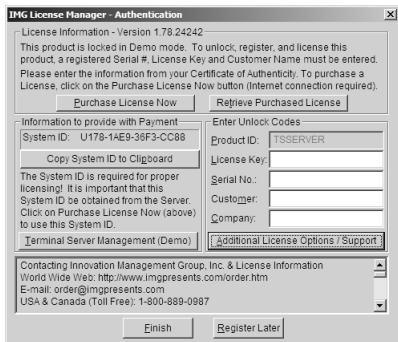 IMG License Manager - Authentication
License Information - Version 1.78.24242
This product is locked in Demo mode. To unlock, register, and license this
product, a registered Serial #, License Key and Customer Name must be entered.
Please enter the information from your Certificate of Authenticity. To purchase a
License, click on the Purchase License Now button (Internet connection required).
Purchase License Now
Retrieve Purchased License
Information to provide with Payment
System ID: U178-1AE9-36F3-CC88
Copy System ID to Clipboard
The System ID is required for proper
licensing! It is important that this
System ID be obtained from the Server.
Click on Purchase License Now (above)
to use this System ID.
Terminal Server Management (Demo)
Enter Unlock Codes
Product ID: TSSERVER
License Key:
Serial No.:
Customer:
Company:
Additional License Options / Support
Contacting Innovation Management Group, Inc. & License Information
World Wide Web: http://www.imgpresents.com/order.htm
E-mail: order@imgpresents.com
USA & Canada (Toll Free): 1-800-889-0987
Finish
Register Later